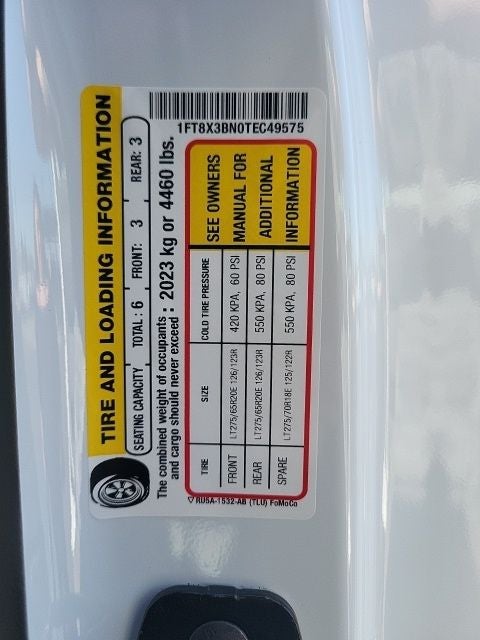 TIRE AND LOADING INFORMATION
SEATING CAPACITY TOTAL : 6 FRONT: 3 REAR: 3
The combined weight of occupants and cargo should never exceed : 2023 kg or 4460 lbs.
1FT8X3BN0TEC49575
TIRE SIZE COLD TIRE PRESSURE SEE OWNERS
FRONT LT275/65R20E 126/123R 420 KPA, 60 PSI MANUAL FOR
REAR LT275/65R20E 126/123R 550 KPA, 80 PSI ADDITIONAL
SPARE LT275/70R18E 125/122R 550 KPA, 80 PSI INFORMATION
RU5A-1532-AB (TLU) FoMoCo